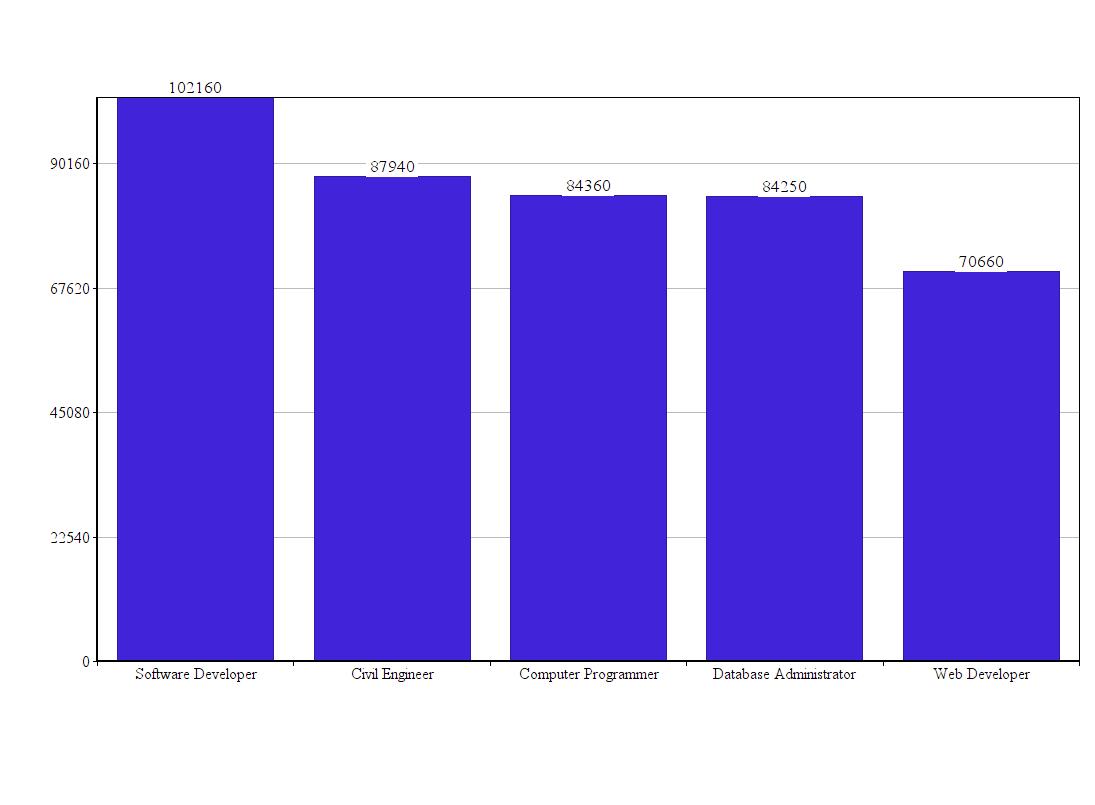 102160
90160
87940
84360
84250
70660
67620
45080
22540
0
Software Developer
Civil Engineer
Computer Programmer
Database Administrator
Web Developer